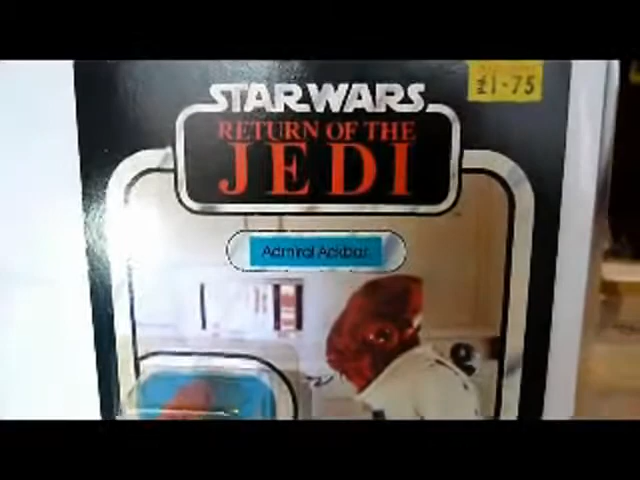 £1-75
STAR WARS
RETURN OF THE
JEDI
Admiral Ackbar